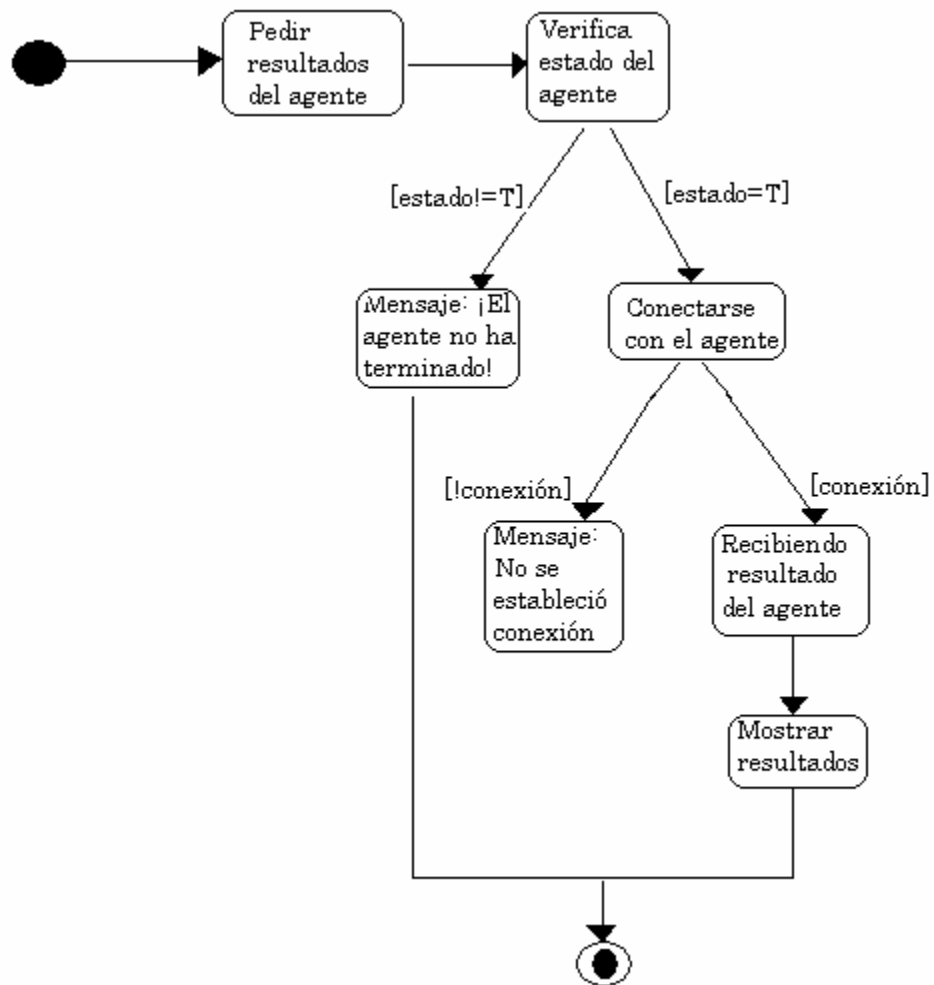 Pedir
resultados
del agente
Verifica
estado del
agente
[estado!=T]
[estado=T]
Mensaje: ¡El
agente no ha
terminado!
Conectarse
con el agente
[!conexión]
[conexión]
Mensaje:
No se
estableció
conexión
Recibiendo
resultado
del agente
Mostrar
resultados